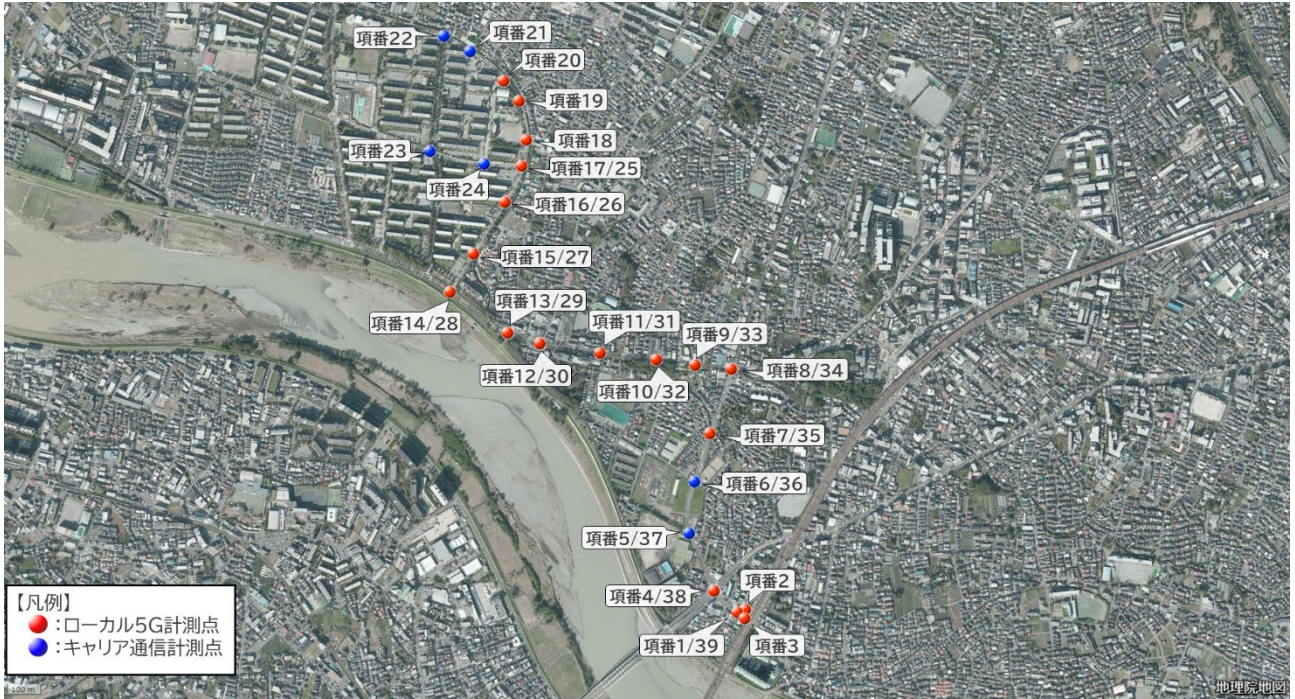 項番22
項番21
項番20
項番19
項番18
項番23
項番17/25
項番24
項番16/26
項番15/27
項番13/29
項番14/28
項番11/31
項番9/33
項番12/30
項番10/32
項番8/34
項番7/35
項番6/36
項番5/37
項番2
項番4/38
項番1/39
項番3
【凡例】
：ローカル5G計測点
：キャリア通信計測点
100 m
地理院地図